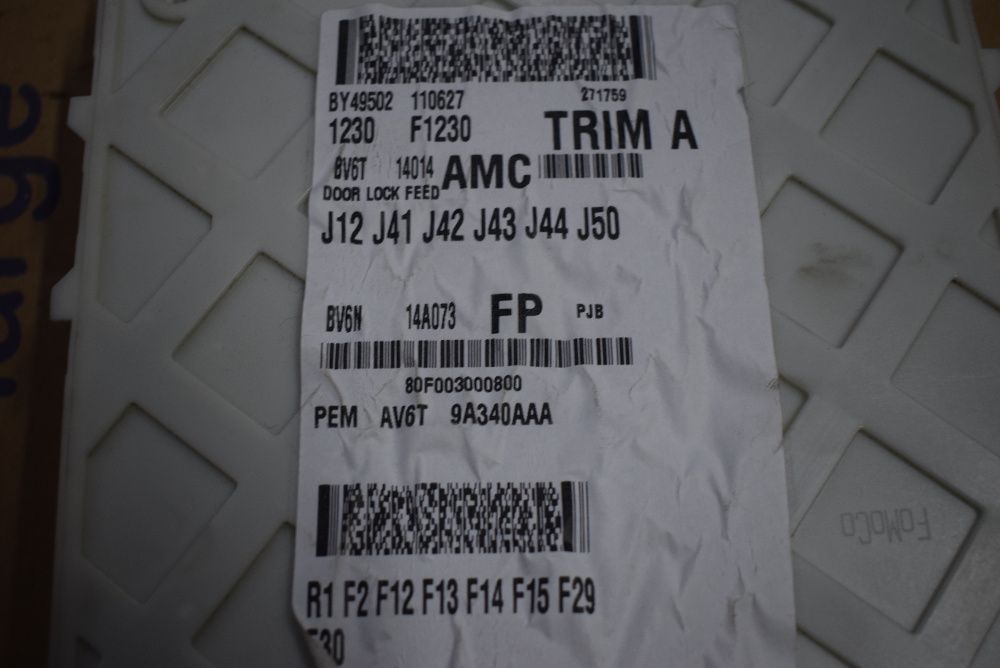 BY49502 110627 271759
1230 F1230 TRIM A
BV6T 14014 AMC
DOOR LOCK FEED
J12 J41 J42 J43 J44 J50
BV6N 14A073 FP PJB
80F003000800
PEM AV6T 9A340AAA
R1 F2 F12 F13 F14 F15 F29
F30
FoMoCo
large